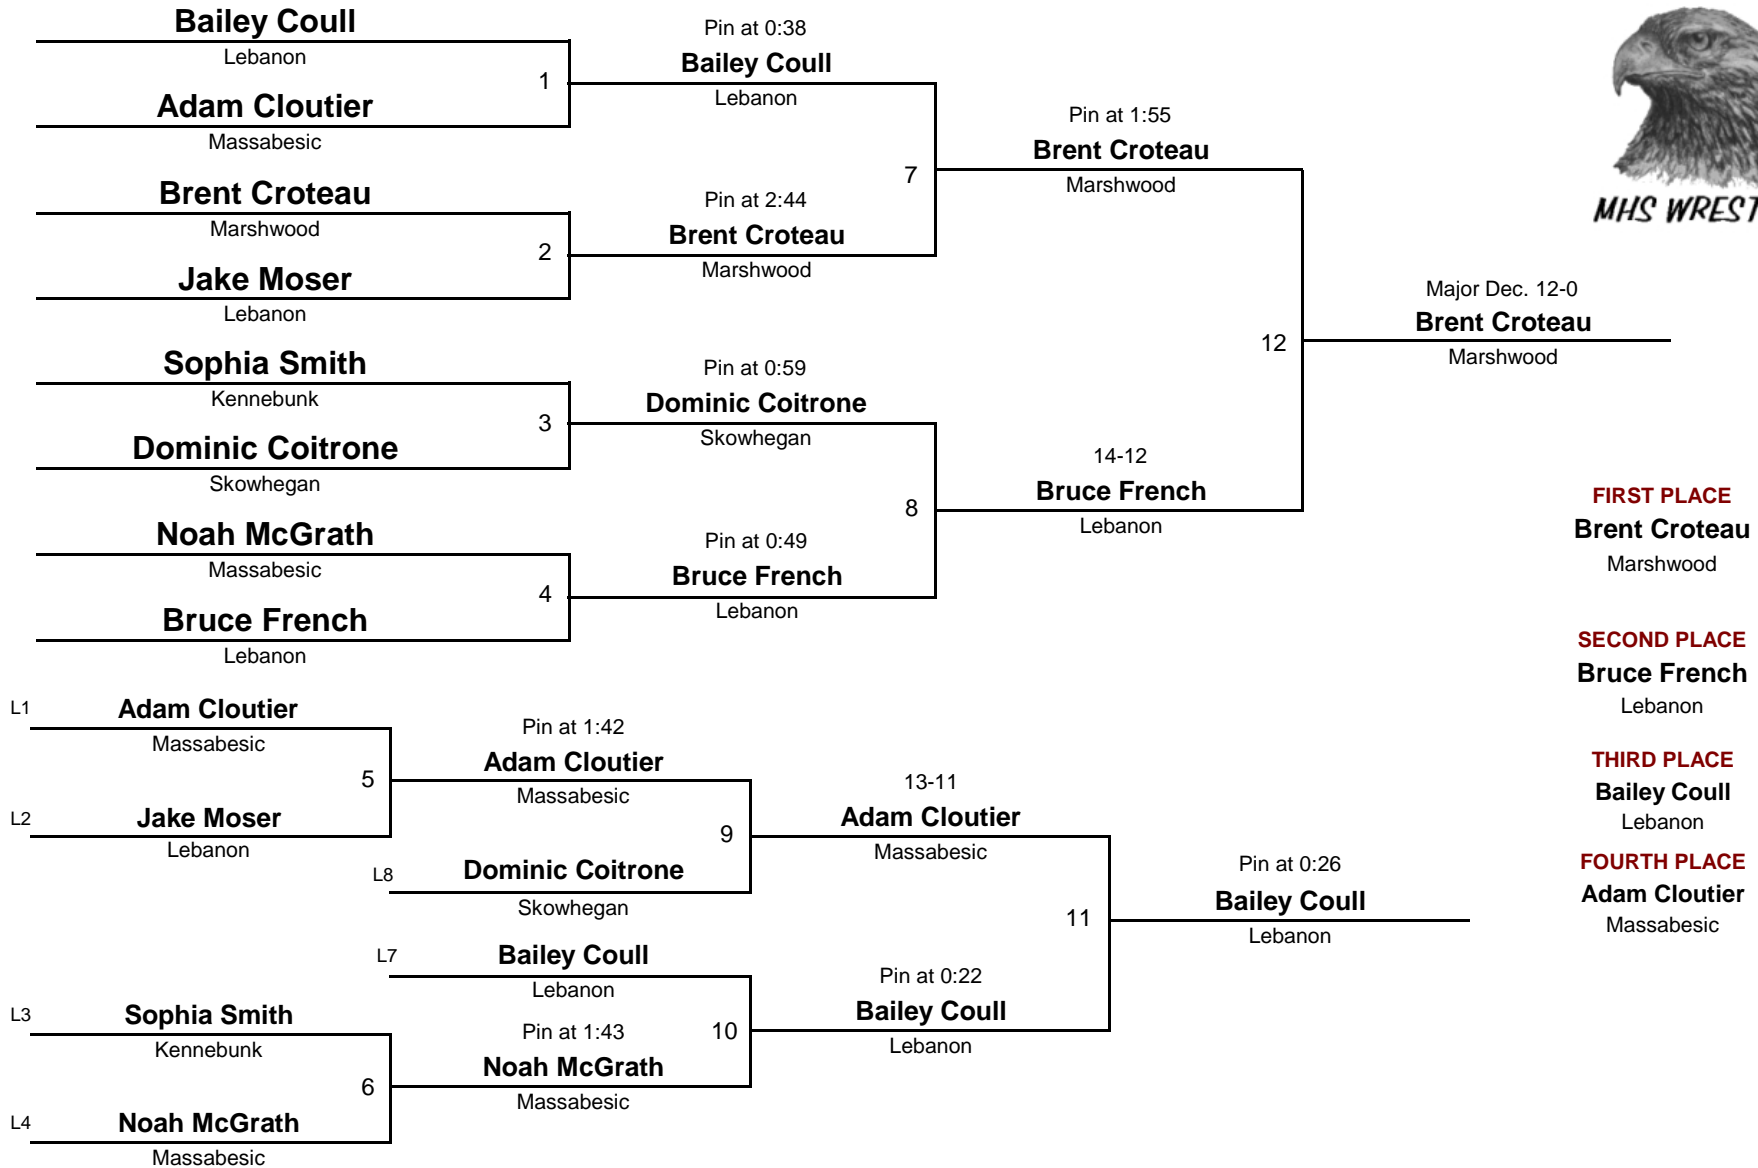 Bailey Coull
Lebanon
1
Adam Cloutier
Massabesic
Brent Croteau
Marshwood
2
Jake Moser
Lebanon
Sophia Smith
Kennebunk
3
Dominic Coitrone
Skowhegan
Noah McGrath
Massabesic
4
Bruce French
Lebanon
Pin at 0:38
Bailey Coull
Lebanon
7
Pin at 2:44
Brent Croteau
Marshwood
Pin at 0:59
Dominic Coitrone
Skowhegan
8
Pin at 0:49
Bruce French
Lebanon
Pin at 1:55
Brent Croteau
Marshwood
12
14-12
Bruce French
Lebanon
Major Dec. 12-0
Brent Croteau
Marshwood
MHS WREST
FIRST PLACE
Brent Croteau
Marshwood
SECOND PLACE
Bruce French
Lebanon
THIRD PLACE
Bailey Coull
Lebanon
FOURTH PLACE
Adam Cloutier
Massabesic
L1 Adam Cloutier
Massabesic
5
L2 Jake Moser
Lebanon
L3 Sophia Smith
Kennebunk
6
L4 Noah McGrath
Massabesic
Pin at 1:42
Adam Cloutier
Massabesic
9
L8 Dominic Coitrone
Skowhegan
L7 Bailey Coull
Lebanon
10
Pin at 1:43
Noah McGrath
Massabesic
13-11
Adam Cloutier
Massabesic
11
Pin at 0:22
Bailey Coull
Lebanon
Pin at 0:26
Bailey Coull
Lebanon